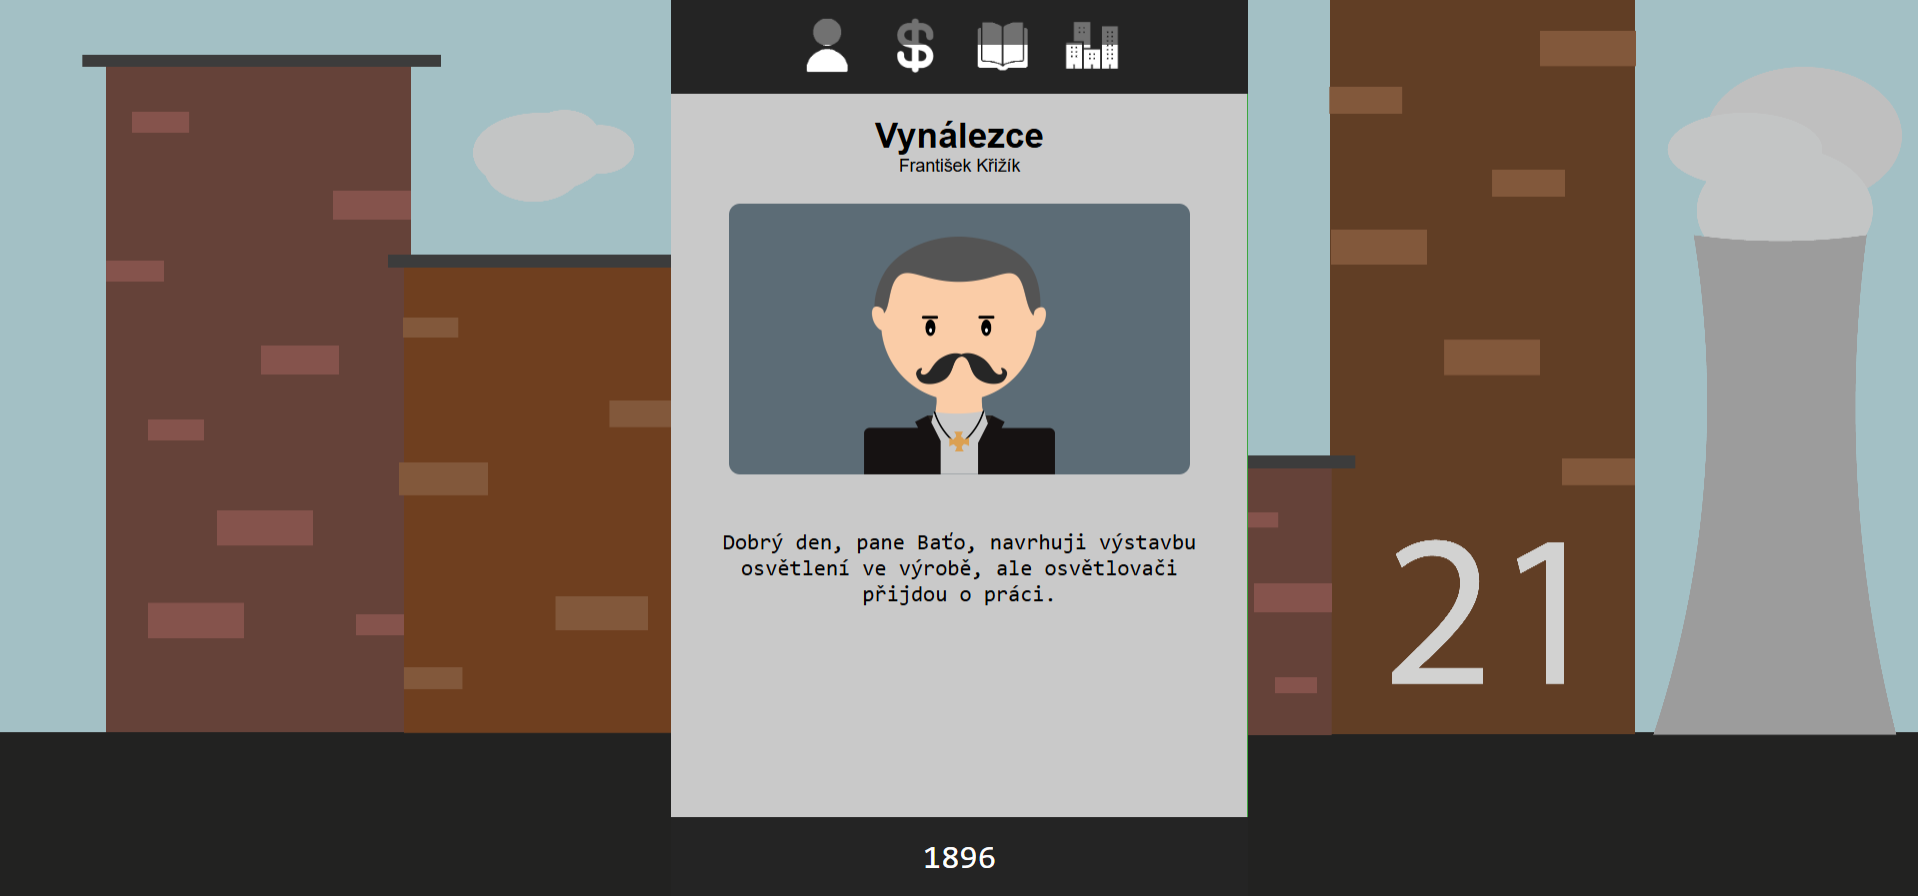 Vynálezce
František Křižík
Dobrý den, pane Baťo, navrhuji výstavbu
osvětlení ve výrobě, ale osvětlovači
přijdou o práci.
21
1896